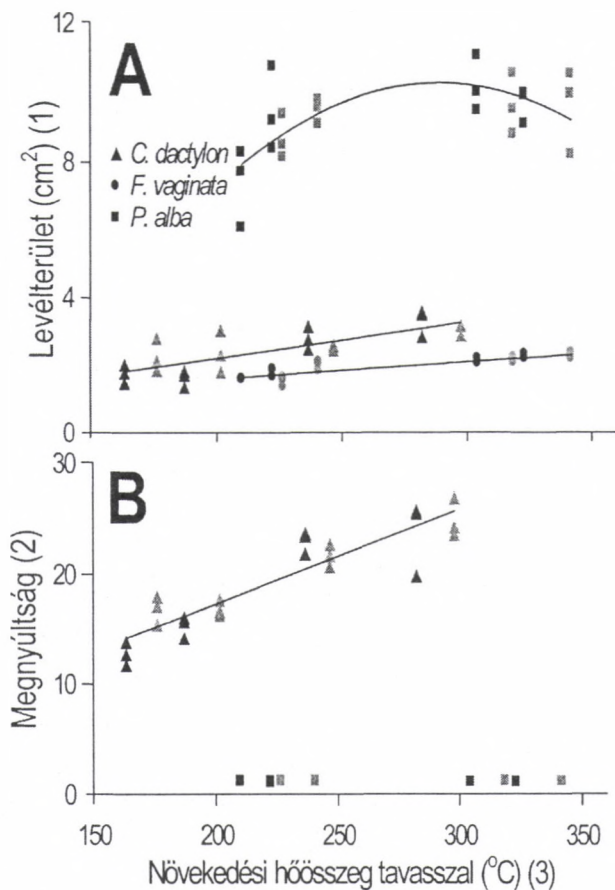 12
A
8
4
0
Levélterület (cm²) (1)
C. dactylon
F. vaginata
P. alba
30
B
20
10
0
Megnyúltság (2)
150 200 250 300 350
Növekedési hőösszeg tavasszal (°C) (3)